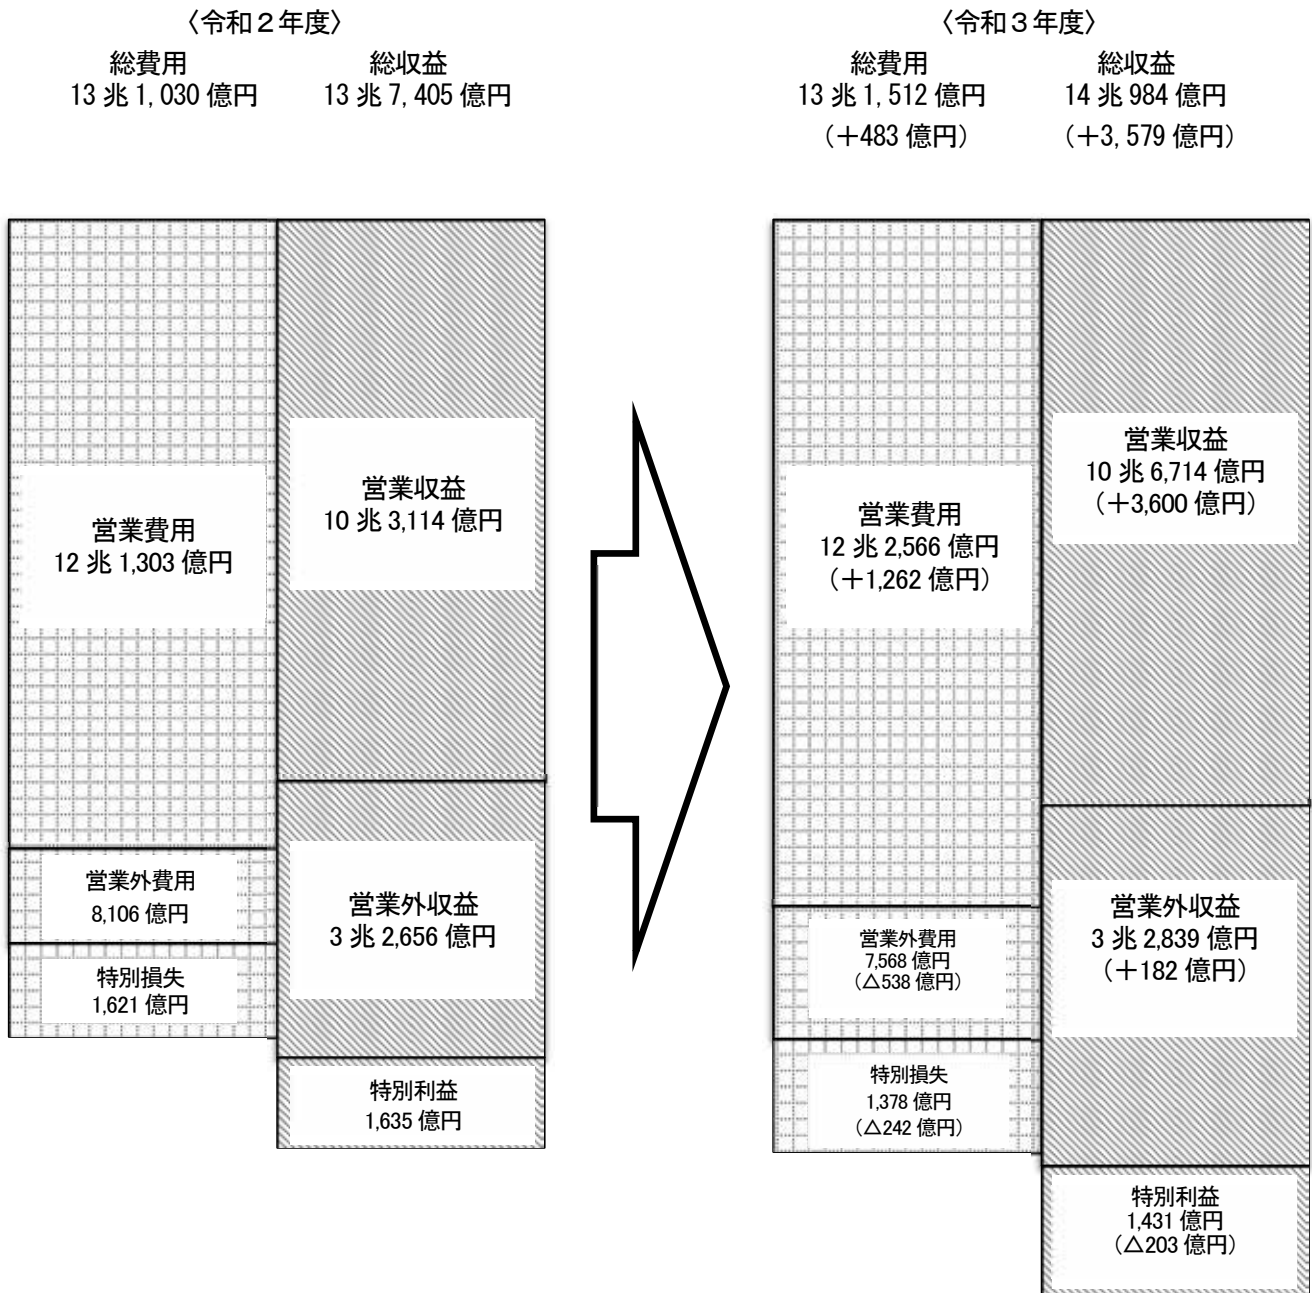 〈令和２年度〉
総費用
13 兆 1,030 億円
総収益
13 兆 7,405 億円
営業費用
12 兆 1,303 億円
営業外費用
8,106 億円
特別損失
1,621 億円
営業収益
10 兆 3,114 億円
営業外収益
3 兆 2,656 億円
特別利益
1,635 億円
〈令和３年度〉
総費用
13 兆 1,512 億円
（＋483 億円）
総収益
14 兆 984 億円
（＋3,579 億円）
営業費用
12 兆 2,566 億円
（＋1,262 億円）
営業外費用
7,568 億円
（△538 億円）
特別損失
1,378 億円
（△242 億円）
営業収益
10 兆 6,714 億円
（＋3,600 億円）
営業外収益
3 兆 2,839 億円
（＋182 億円）
特別利益
1,431 億円
（△203 億円）